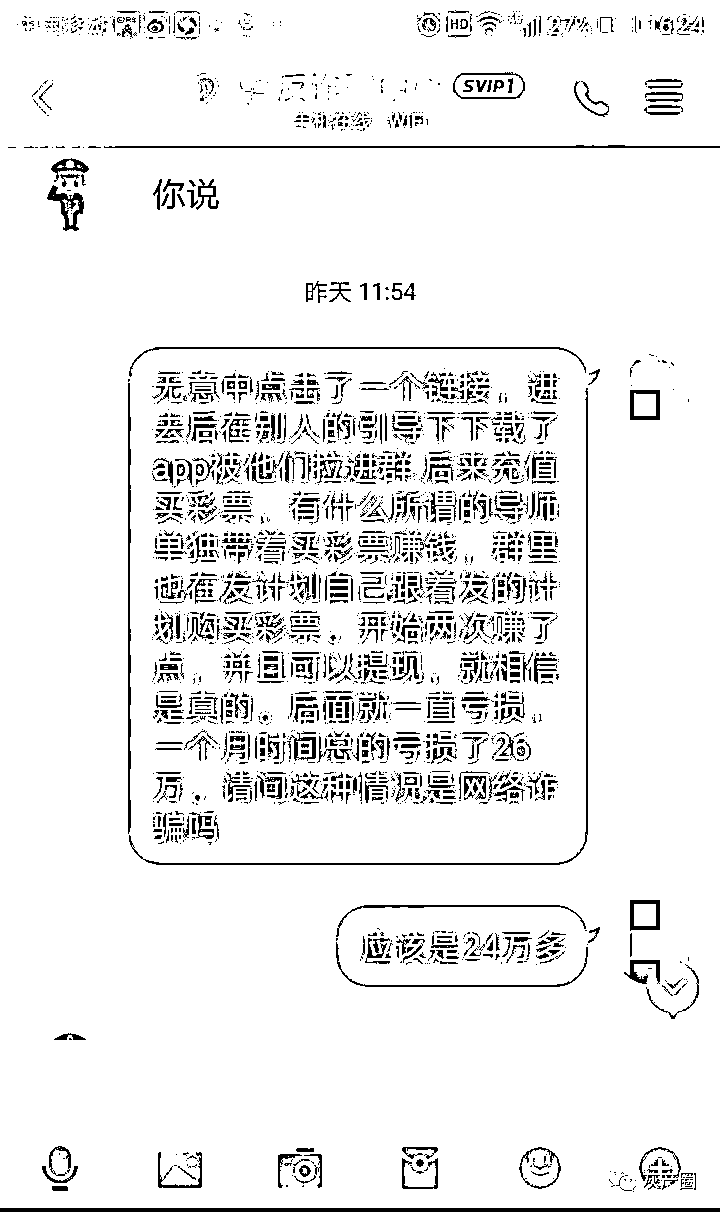 HD 27% 16:24
反诈 SVIP1
手机在线 WIFI
你说
昨天 11:54
无意中点击了一个链接，进
去后在别人的引导下下载了
app被他们拉进群,后来充值
买彩票，有什么所谓的导师
单独带着买彩票赚钱，群里
也在发计划自己跟着发的计
划购买彩票，开始两次赚了
点，并且可以提现，就相信
是真的。后面就一直亏损，
一个月时间总的亏损了26
万，请问这种情况是网络诈
骗吗
应该是24万多
灰产圈